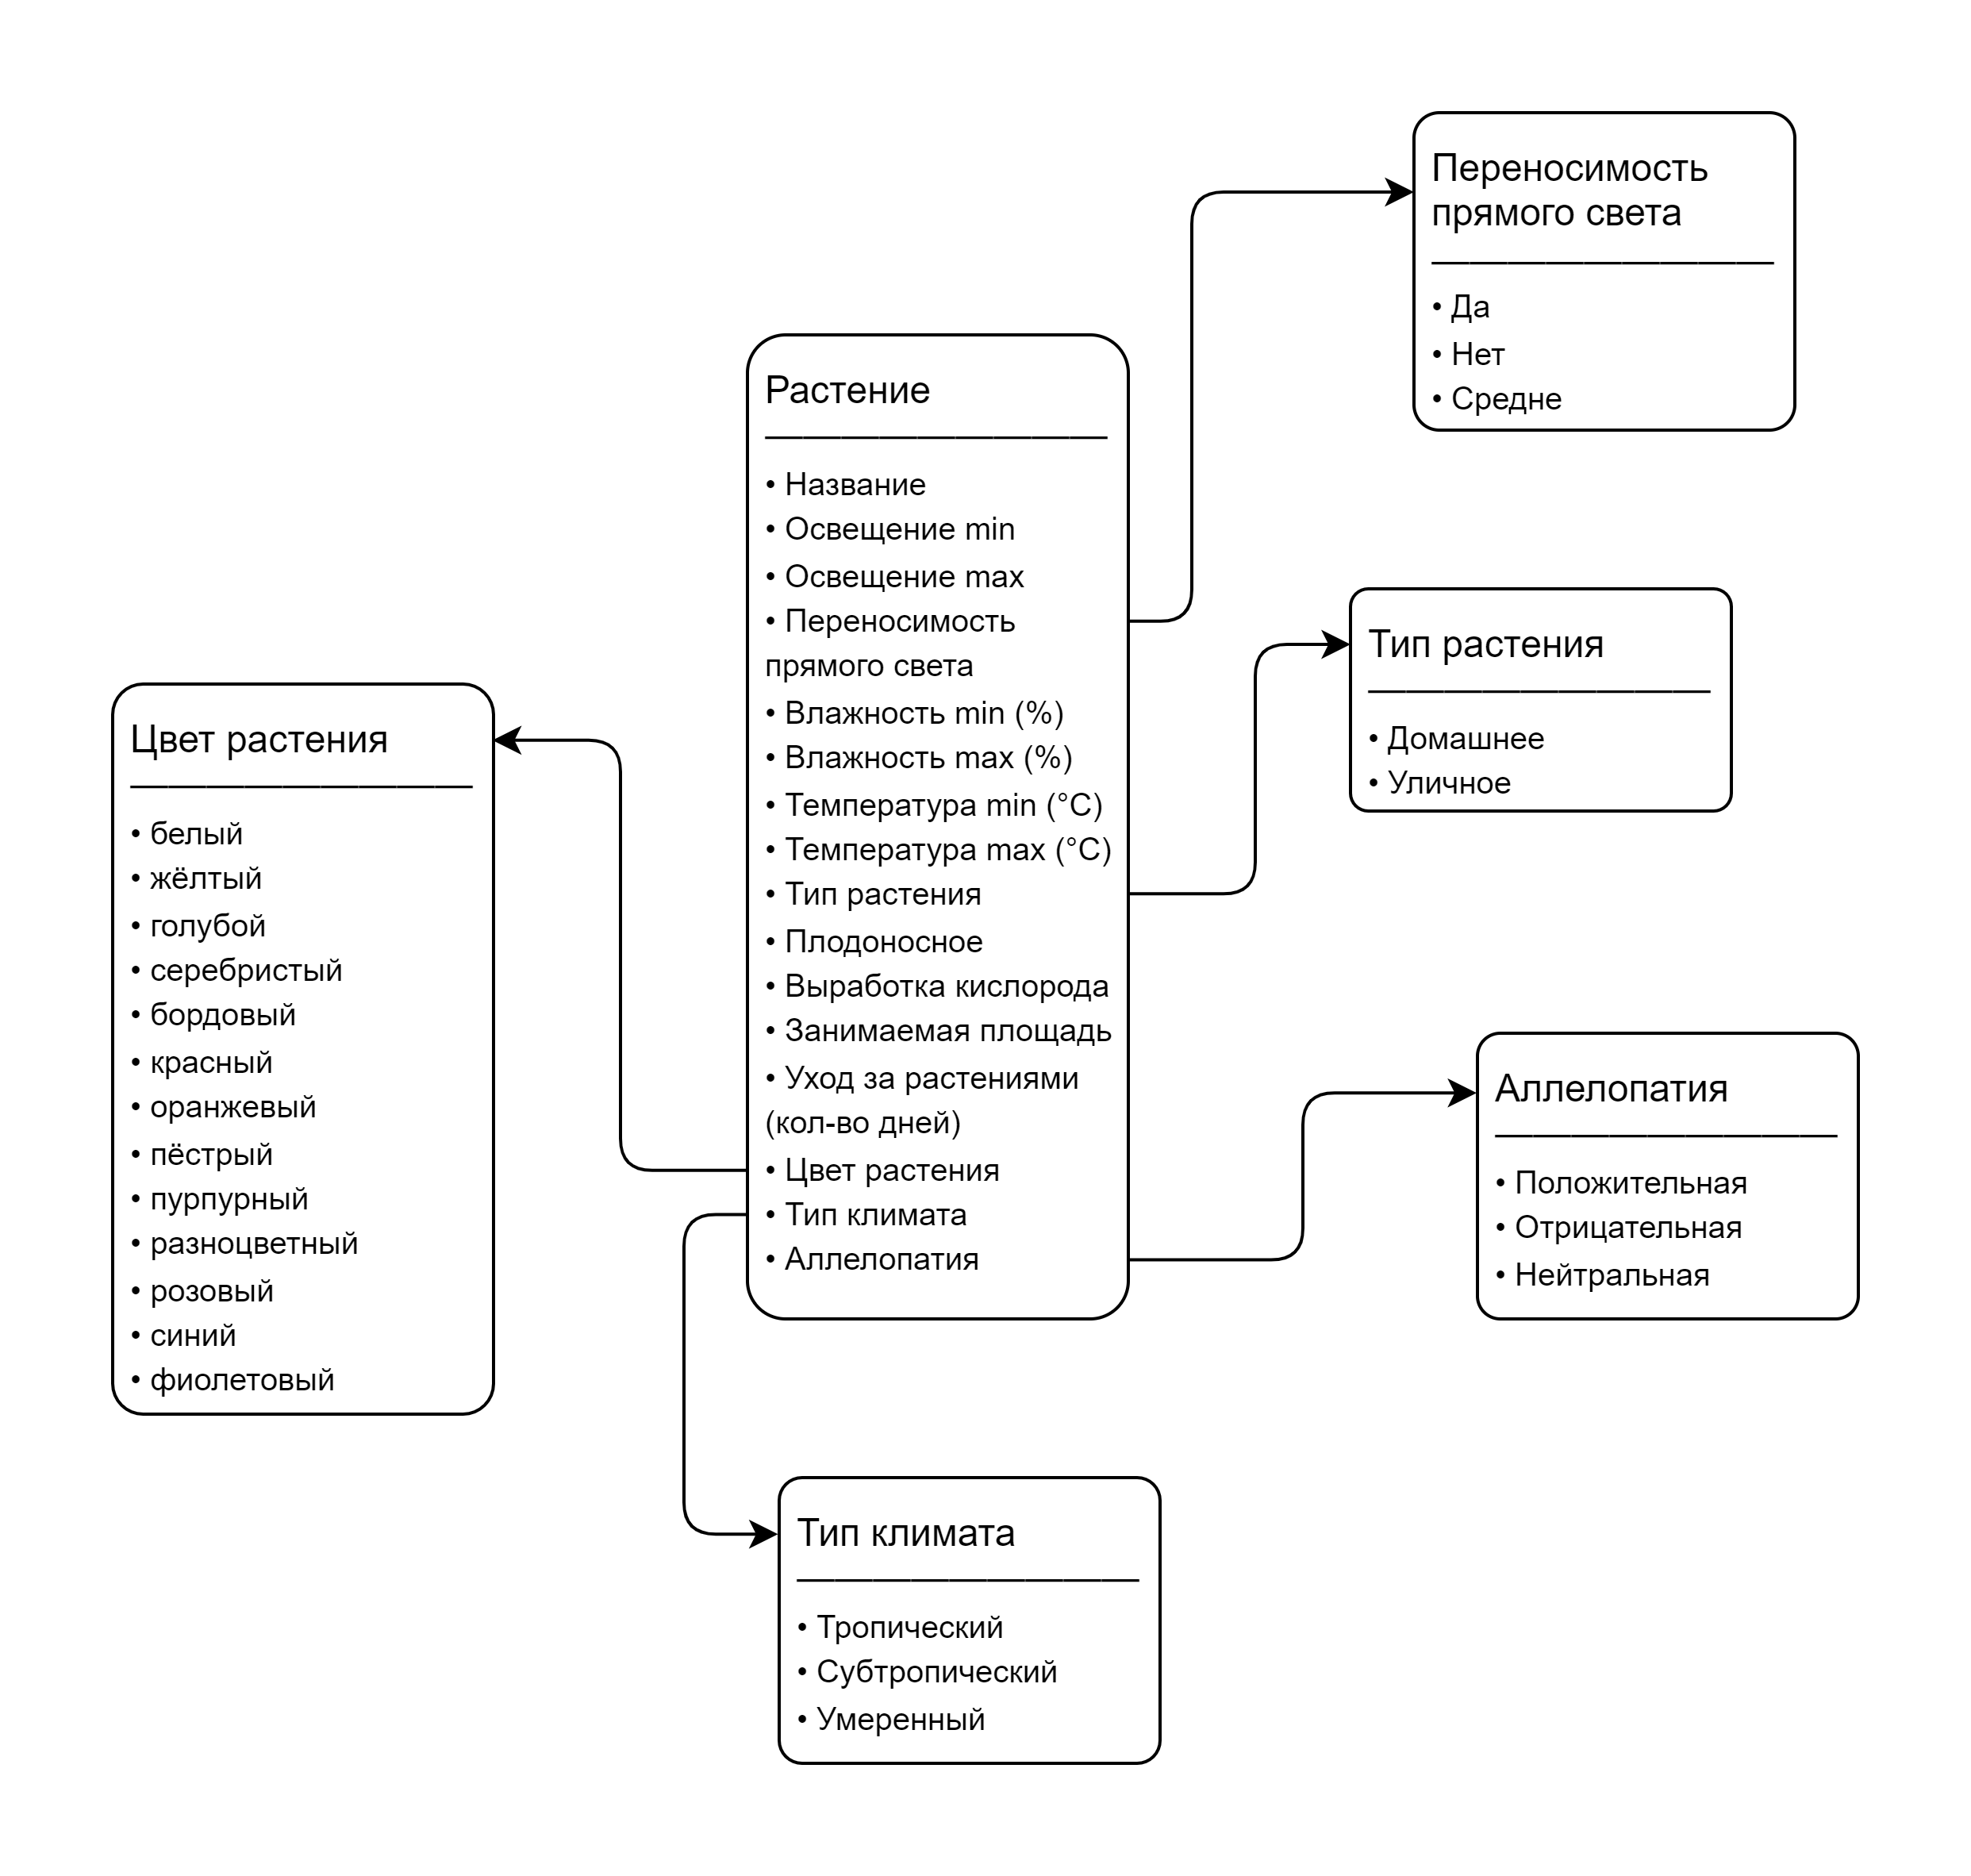 Переносимость
прямого света
• Да
• Нет
• Средне
Растение
• Название
• Освещение min
• Освещение max
• Переносимость
прямого света
• Влажность min (%)
• Влажность max (%)
• Температура min (°C)
• Температура max (°C)
• Тип растения
• Плодоносное
• Выработка кислорода
• Занимаемая площадь
• Уход за растениями
(кол-во дней)
• Цвет растения
• Тип климата
• Аллелопатия
Тип растения
• Домашнее
• Уличное
Цвет растения
• белый
• жёлтый
• голубой
• серебристый
• бордовый
• красный
• оранжевый
• пёстрый
• пурпурный
• разноцветный
• розовый
• синий
• фиолетовый
Аллелопатия
• Положительная
• Отрицательная
• Нейтральная
Тип климата
• Тропический
• Субтропический
• Умеренный